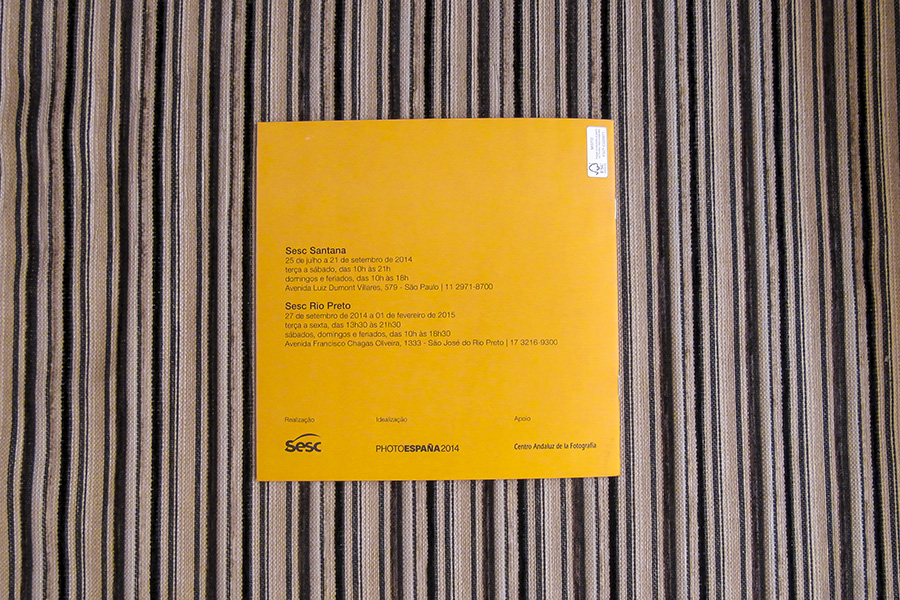 Sesc Santana
25 de julho a 21 de setembro de 2014
terça a sábado, das 10h às 21h
domingos e feriados, das 10h às 18h
Avenida Luiz Dumont Villares, 579 - São Paulo | 11 2971-8700
Sesc Rio Preto
27 de setembro de 2014 a 01 de fevereiro de 2015
terça a sexta, das 13h30 às 21h30
sábados, domingos e feriados, das 10h às 18h30
Avenida Francisco Chagas Oliveira, 1333 - São José do Rio Preto | 17 3216-9300
Realização
Idealização
Apoio
Sesc
PHOTOESPAÑA2014
Centro Andaluz de la Fotografía